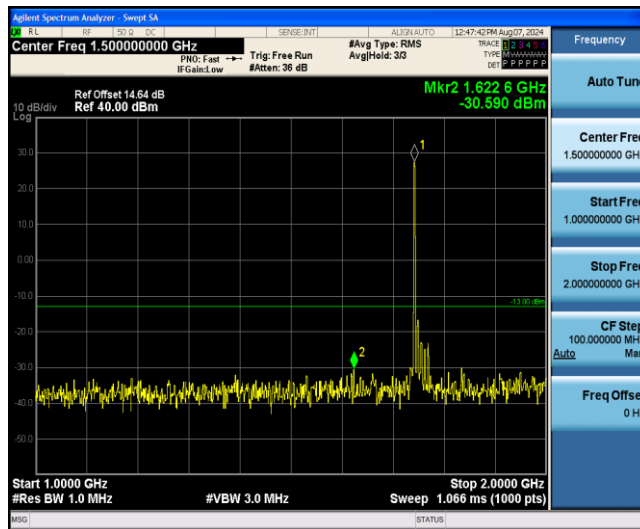 Agilent Spectrum Analyzer - Swept SA
RL RF 50 Ω DC SENSE:INT ALIGN AUTO 12:47:42 PM Aug 07, 2024
Center Freq 1.500000000 GHz
PNO: Fast
IFGain:Low
Trig: Free Run
#Atten: 36 dB
#Avg Type: RMS
Avg|Hold: 3/3
TRACE 1 2 3 4 5 6
TYPE M
DET P P P P P P
Mkr2 1.622 6 GHz
-30.590 dBm
Ref Offset 14.64 dB
10 dB/div Ref 40.00 dBm
Log
30.0
20.0
10.0
0.00
-10.0
-20.0
-30.0
-40.0
-50.0
1
-13.00 dBm
2
Start 1.0000 GHz Stop 2.0000 GHz
#Res BW 1.0 MHz #VBW 3.0 MHz Sweep 1.066 ms (1000 pts)
MSG STATUS
Frequency
Auto Tun
Center Fre
1.500000000 GH
Start Fre
1.000000000 GH
Stop Fre
2.000000000 GH
CF Step
100.000000 MH
Auto Ma
Freq Offse
0 H